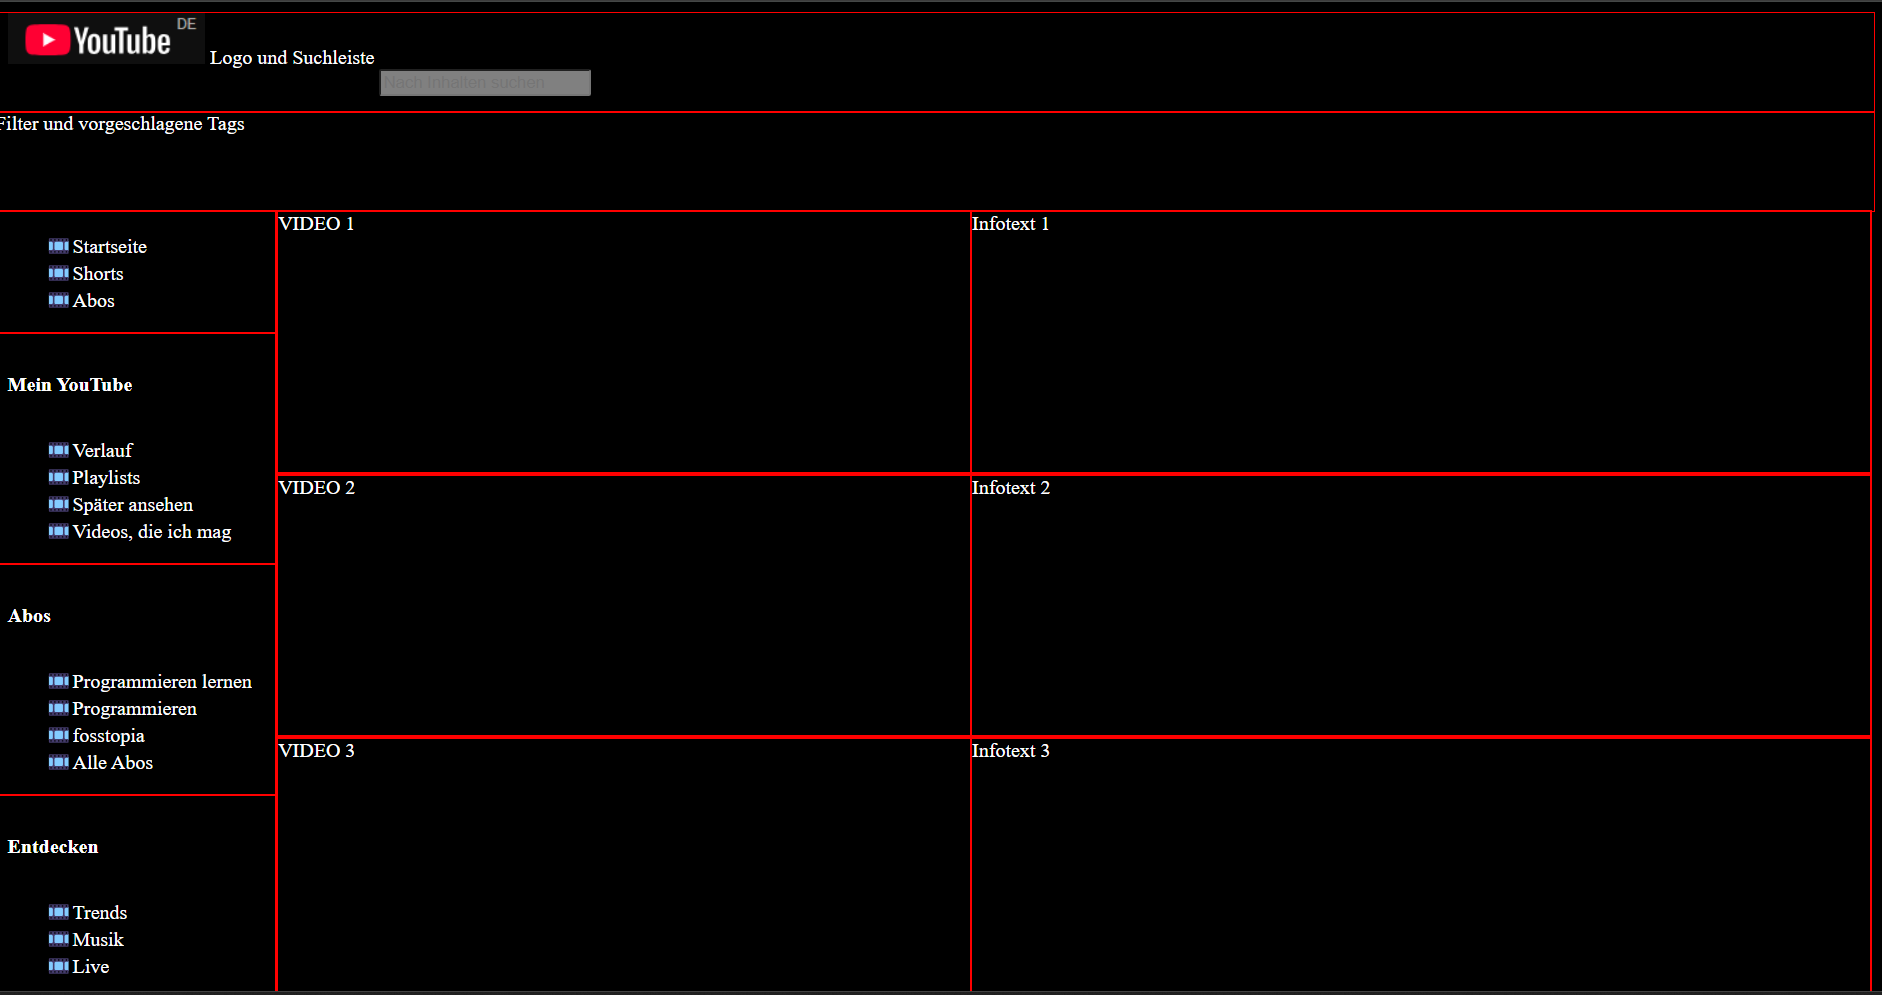 YouTube DE
Logo und Suchleiste
Nach Inhalten suchen
Filter und vorgeschlagene Tags
Startseite
Shorts
Abos
Mein YouTube
Verlauf
Playlists
Später ansehen
Videos, die ich mag
Abos
Programmieren lernen
Programmieren
fosstopia
Alle Abos
Entdecken
Trends
Musik
Live
VIDEO 1
Infotext 1
VIDEO 2
Infotext 2
VIDEO 3
Infotext 3